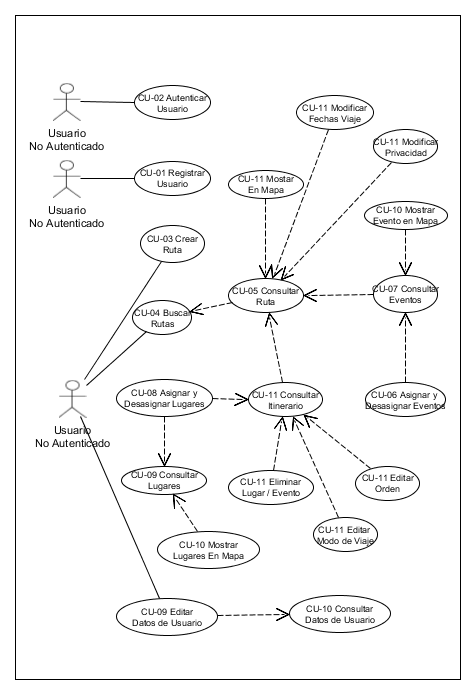 CU-02 Autenticar
Usuario
Usuario
No Autenticado
CU-11 Modificar
Fechas Viaje
CU-11 Modificar
Privacidad
CU-01 Registrar
Usuario
Usuario
No Autenticado
CU-11 Mostar
En Mapa
CU-10 Mostrar
Evento en Mapa
CU-03 Crear
Ruta
CU-05 Consultar
Ruta
CU-07 Consultar
Eventos
CU-04 Buscar
Rutas
CU-08 Asignar y
Desasignar Lugares
CU-11 Consultar
Itinerario
CU-06 Asignar y
Desasignar Eventos
Usuario
No Autenticado
CU-09 Consultar
Lugares
CU-11 Eliminar
Lugar / Evento
CU-11 Editar
Orden
CU-11 Editar
Modo de Viaje
CU-10 Mostrar
Lugares En Mapa
CU-09 Editar
Datos de Usuario
CU-10 Consultar
Datos de Usuario